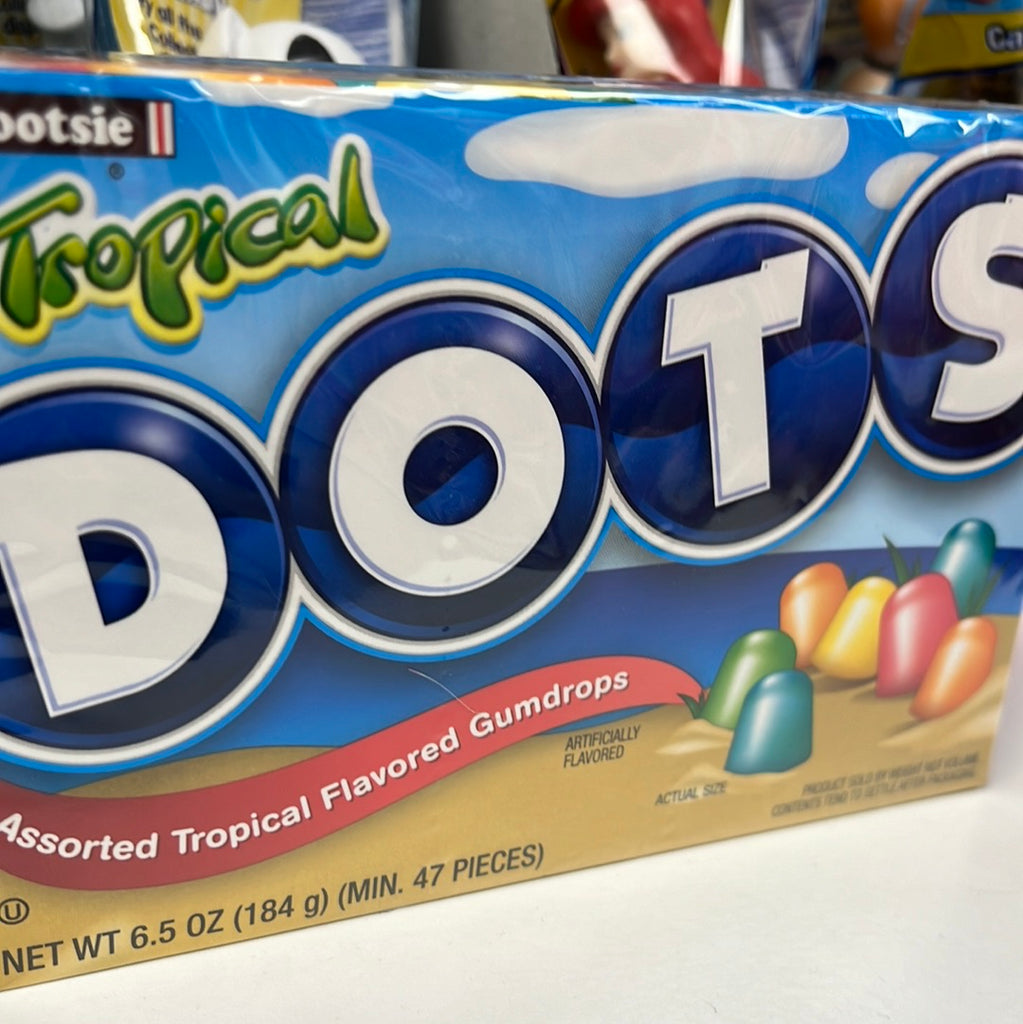 ootsie
Tropical
DOTS
Assorted Tropical Flavored Gumdrops
ARTIFICIALLY
FLAVORED
ACTUAL SIZE
PRODUCT SOLD BY WEIGHT NOT VOLUME
CONTENTS TEND TO SETTLE AFTER PACKAGING
U
NET WT 6.5 OZ (184 g) (MIN. 47 PIECES)